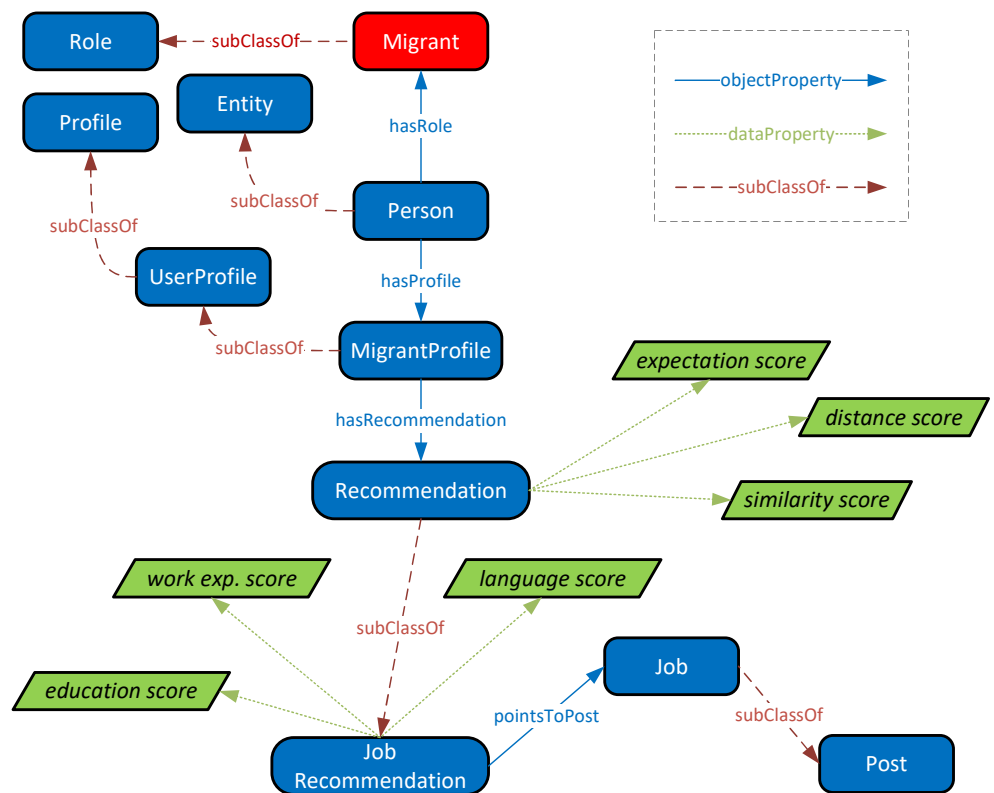 Role
subClassOf
Migrant
Profile
Entity
hasRole
objectProperty
dataProperty
subClassOf
subClassOf
Person
subClassOf
UserProfile
hasProfile
subClassOf
MigrantProfile
expectation score
hasRecommendation
distance score
Recommendation
similarity score
work exp. score
language score
subClassOf
Job
education score
pointsToPost
subClassOf
Job
Recommendation
Post